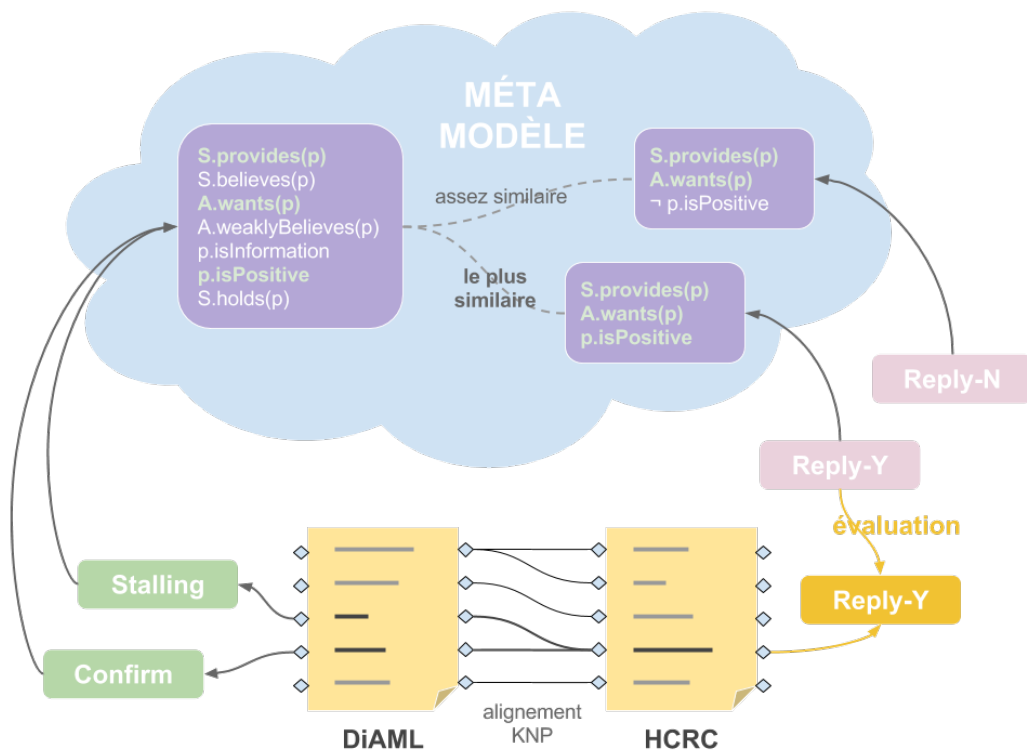 MÉTA
MODÈLE
S.provides(p)
S.believes(p)
A.wants(p)
A.weaklyBelieves(p)
p.isInformation
p.isPositive
S.holds(p)
assez similaire
le plus
similaire
S.provides(p)
A.wants(p)
¬ p.isPositive
S.provides(p)
A.wants(p)
p.isPositive
Reply-N
Reply-Y
évaluation
Reply-Y
Stalling
Confirm
alignement
KNP
DiAML
HCRC